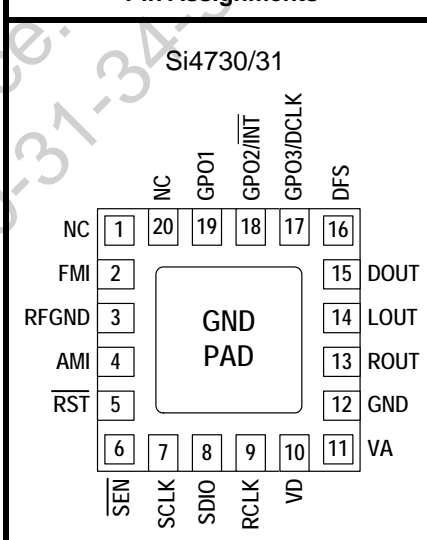 Si4730/31
NC
GPO1
GPO2/INT
GPO3/DCLK
DFS
NC 1 20 19 18 17 16
FMI 2 15 DOUT
RFGND 3 GND 14 LOUT
AMI 4 PAD 13 ROUT
RST 5 12 GND
6 7 8 9 10 11 VA
SEN
SCLK
SDIO
RCLK
VD